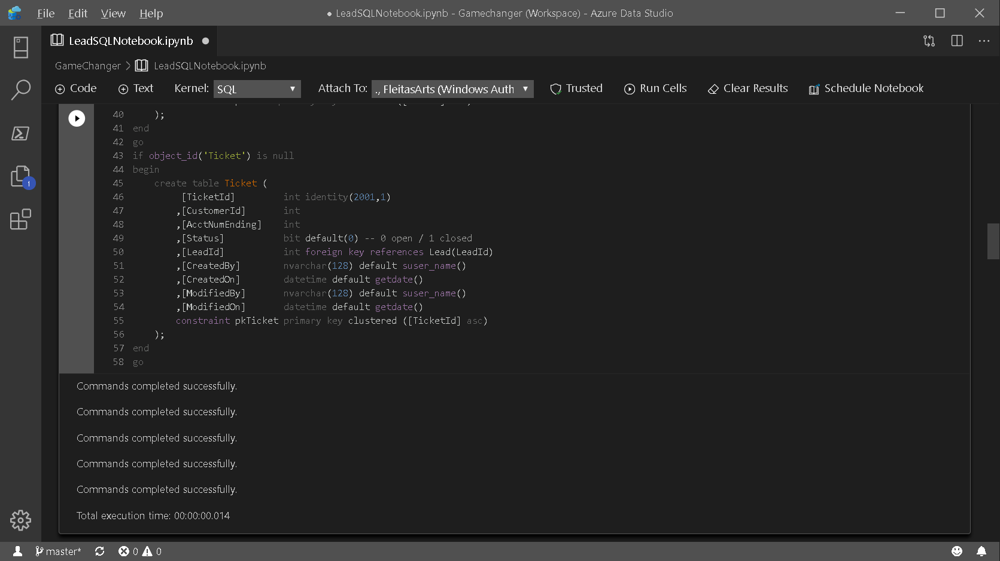 File Edit View Help ● LeadSQLNotebook.ipynb - Gamechanger (Workspace) - Azure Data Studio
LeadSQLNotebook.ipynb ●
GameChanger > LeadSQLNotebook.ipynb
Code Text Kernel: SQL Attach To: ., FleitasArts (Windows Auth Trusted Run Cells Clear Results Schedule Notebook
40 );
41 end
42 go
43 if object_id('Ticket') is null
44 begin
45 create table Ticket (
46 [TicketId] int identity(2001,1)
47 ,[CustomerId] int
48 ,[AcctNumEnding] int
49 ,[Status] bit default(0) -- 0 open / 1 closed
50 ,[LeadId] int foreign key references Lead(LeadId)
51 ,[CreatedBy] nvarchar(128) default suser_name()
52 ,[CreatedOn] datetime default getdate()
53 ,[ModifiedBy] nvarchar(128) default suser_name()
54 ,[ModifiedOn] datetime default getdate()
55 constraint pkTicket primary key clustered ([TicketId] asc)
56 );
57 end
58 go
1
Commands completed successfully.
Commands completed successfully.
Commands completed successfully.
Commands completed successfully.
Commands completed successfully.
Total execution time: 00:00:00.014
master* 0 0